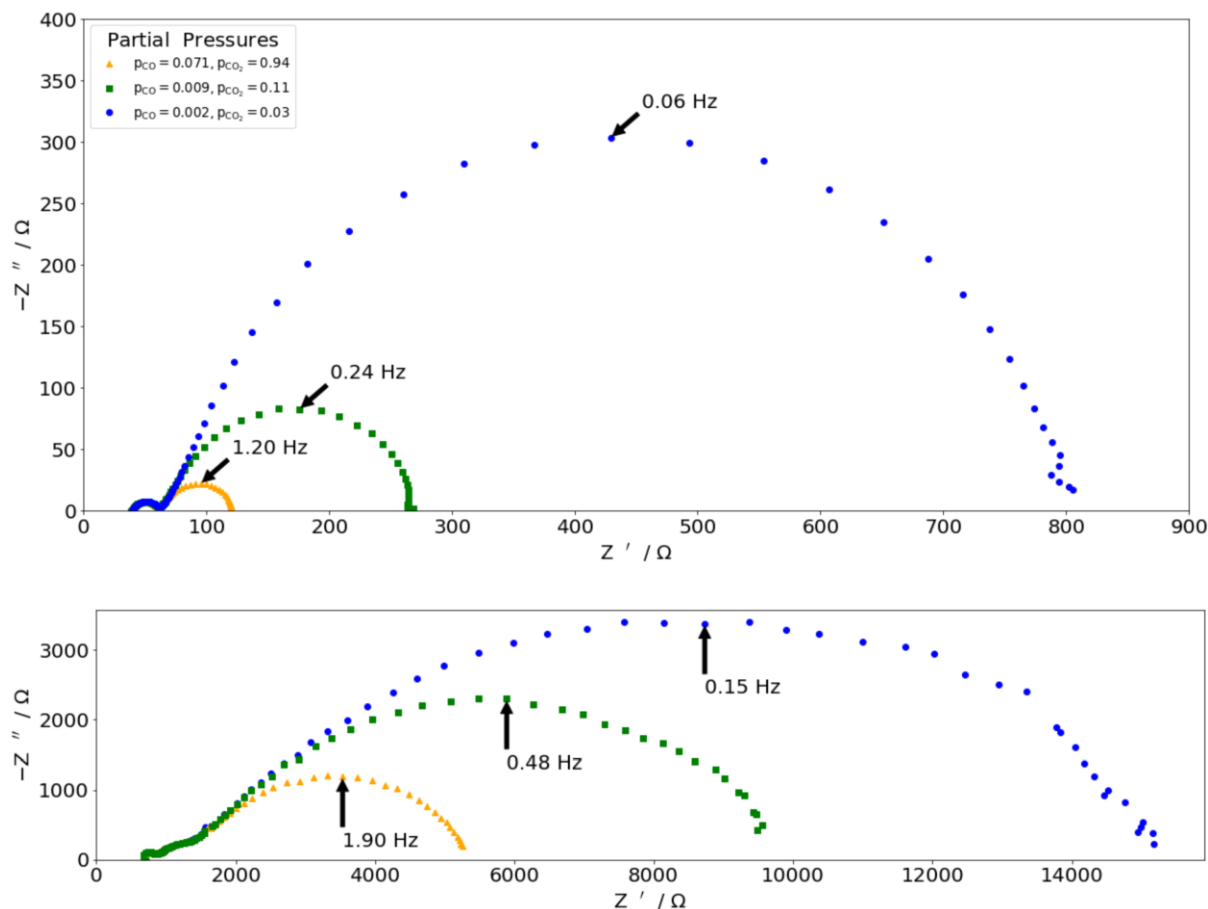 400
350
300
250
200
150
100
50
0
−Z ″ / Ω
Partial Pressures
p_CO = 0.071, p_CO₂ = 0.94
p_CO = 0.009, p_CO₂ = 0.11
p_CO = 0.002, p_CO₂ = 0.03
0.06 Hz
0.24 Hz
1.20 Hz
0 100 200 300 400 500 600 700 800 900
Z ′ / Ω
3000
2000
1000
0
−Z ″ / Ω
0.15 Hz
0.48 Hz
1.90 Hz
0 2000 4000 6000 8000 10000 12000 14000
Z ′ / Ω